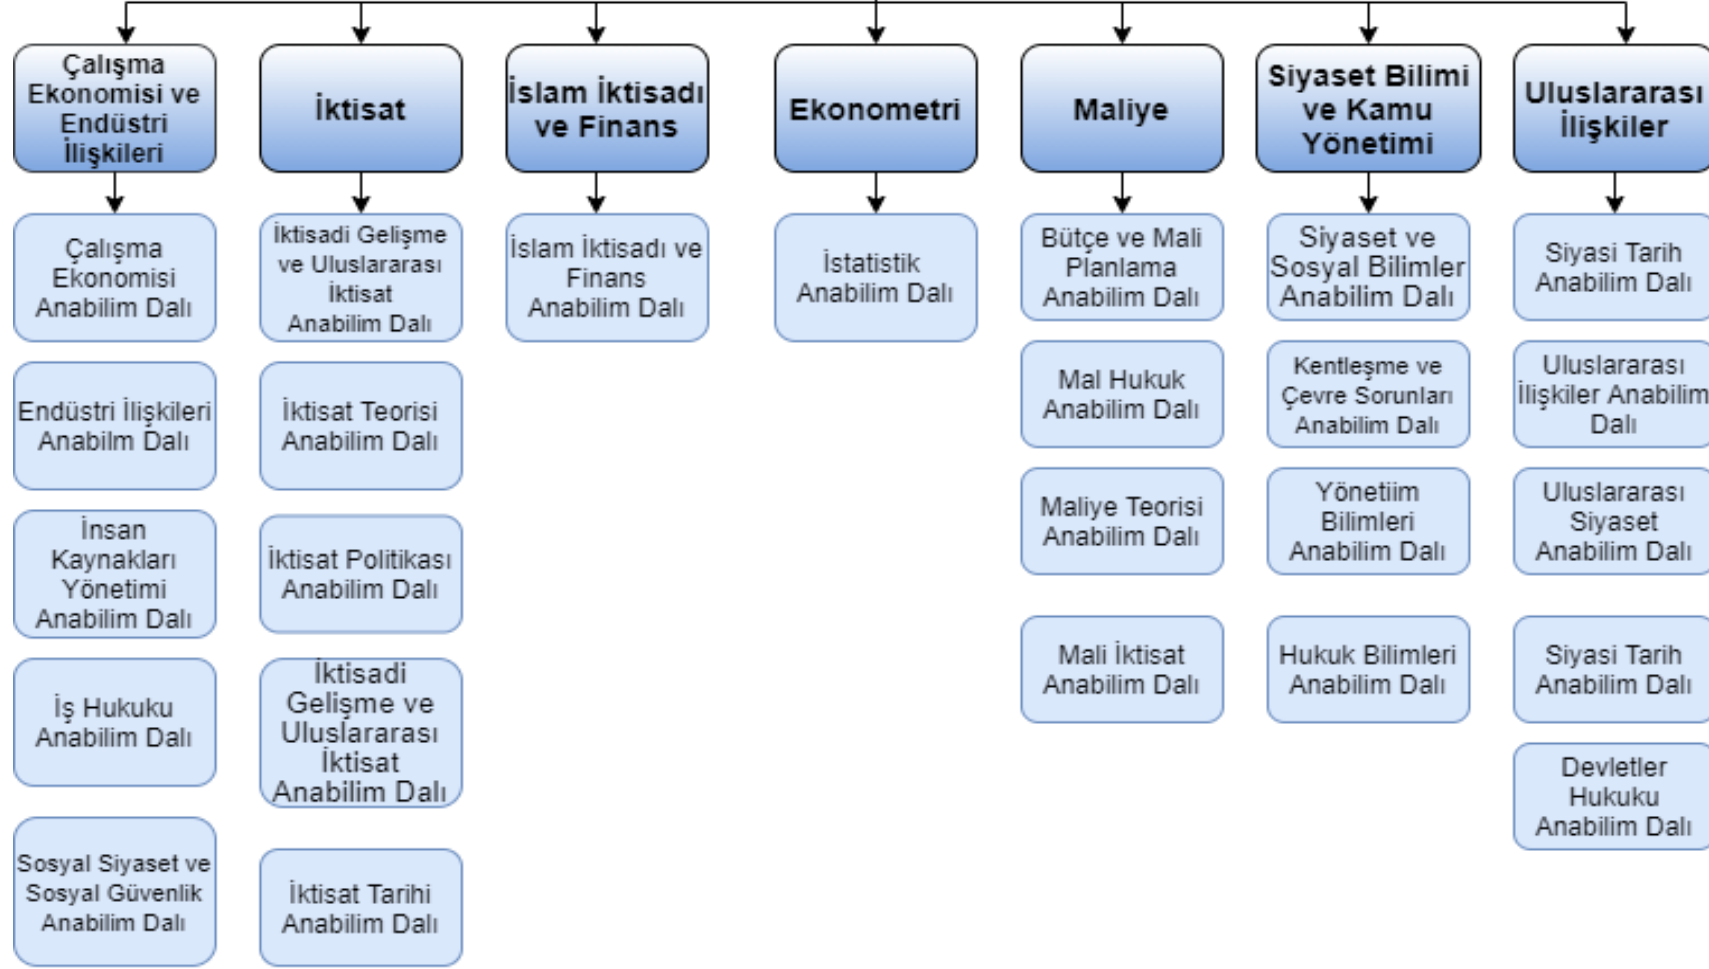 Çalışma
Ekonomisi ve
Endüstri
İlişkileri
İktisat
İslam İktisadı
ve Finans
Ekonometri
Maliye
Siyaset Bilimi
ve Kamu
Yönetimi
Uluslararası
İlişkiler
Çalışma
Ekonomisi
Anabilim Dalı
Endüstri İlişkileri
Anabilm Dalı
İnsan
Kaynakları
Yönetimi
Anabilim Dalı
İş Hukuku
Anabilim Dalı
Sosyal Siyaset ve
Sosyal Güvenlik
Anabilim Dalı
İktisadi Gelişme
ve Uluslararası
İktisat
Anabilim Dalı
İktisat Teorisi
Anabilim Dalı
İktisat Politikası
Anabilim Dalı
İktisadi
Gelişme ve
Uluslararası
İktisat
Anabilim Dalı
İktisat Tarihi
Anabilim Dalı
İslam İktisadı ve
Finans
Anabilim Dalı
İstatistik
Anabilim Dalı
Bütçe ve Mali
Planlama
Anabilim Dalı
Mal Hukuk
Anabilim Dalı
Maliye Teorisi
Anabilim Dalı
Mali İktisat
Anabilim Dalı
Siyaset ve
Sosyal Bilimler
Anabilim Dalı
Kentleşme ve
Çevre Sorunları
Anabilim Dalı
Yönetiim
Bilimleri
Anabilim Dalı
Hukuk Bilimleri
Anabilim Dalı
Siyasi Tarih
Anabilim Dalı
Uluslararası
İlişkiler Anabilim
Dalı
Uluslararası
Siyaset
Anabilim Dalı
Siyasi Tarih
Anabilim Dalı
Devletler
Hukuku
Anabilim Dalı